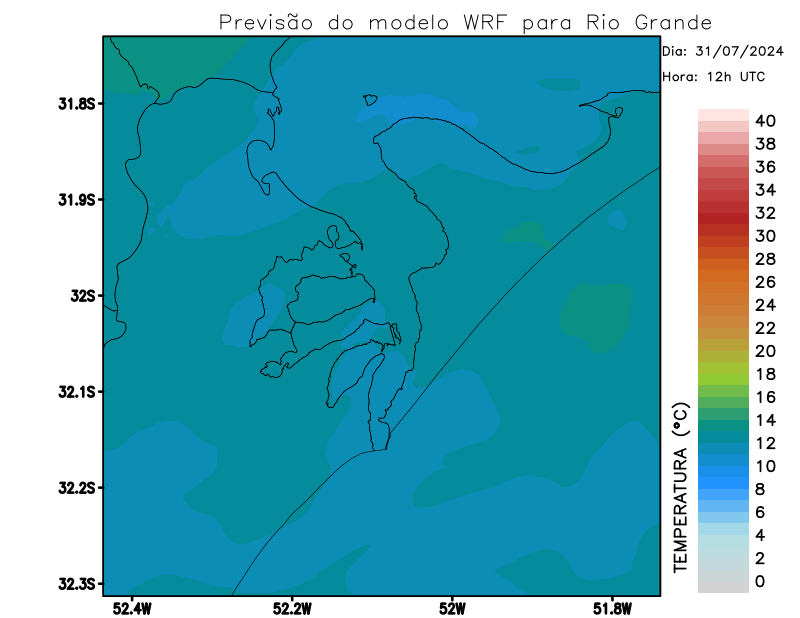 Previsão do modelo WRF para Rio Grande
Dia: 31/07/2024
Hora: 12h UTC
31.8S
31.9S
32S
32.1S
32.2S
32.3S
52.4W
52.2W
52W
51.8W
TEMPERATURA (°C)
40
38
36
34
32
30
28
26
24
22
20
18
16
14
12
10
8
6
4
2
0